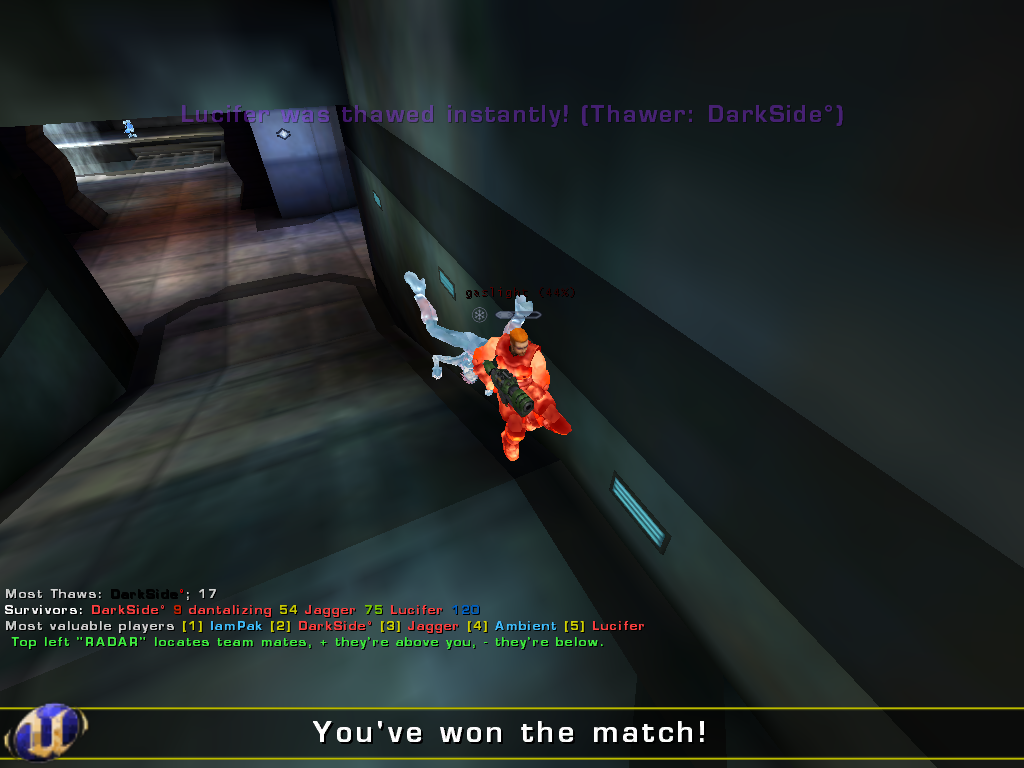 Lucifer was thawed instantly! (Thawer: DarkSide°)
Most Thaws: DarkSide°; 17
Survivors: DarkSide° 9 dantalizing 54 Jagger 75 Lucifer 120
Most valuable players [1] IamPak [2] DarkSide° [3] Jagger [4] Ambient [5] Lucifer
Top left "RADAR" locates team mates, + they're above you, - they're below.
You've won the match!